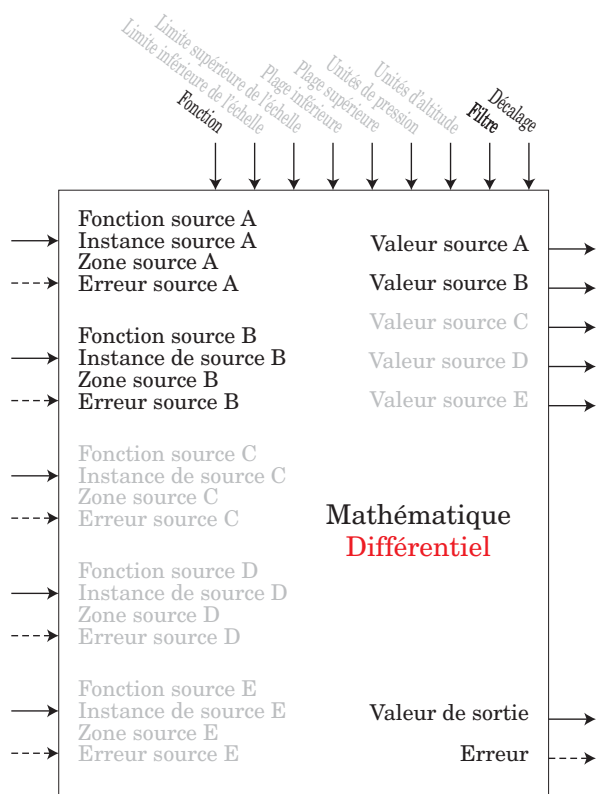 Fonction
Limite inférieure de l'échelle
Limite supérieure de l'échelle
Plage inférieure
Plage supérieure
Unités de pression
Unités d'altitude
Filtre
Décalage
Fonction source A
Instance source A
Zone source A
Erreur source A
Fonction source B
Instance de source B
Zone source B
Erreur source B
Fonction source C
Instance de source C
Zone source C
Erreur source C
Fonction source D
Instance de source D
Zone source D
Erreur source D
Fonction source E
Instance de source E
Zone source E
Erreur source E
Valeur source A
Valeur source B
Valeur source C
Valeur source D
Valeur source E
Mathématique
Différentiel
Valeur de sortie
Erreur